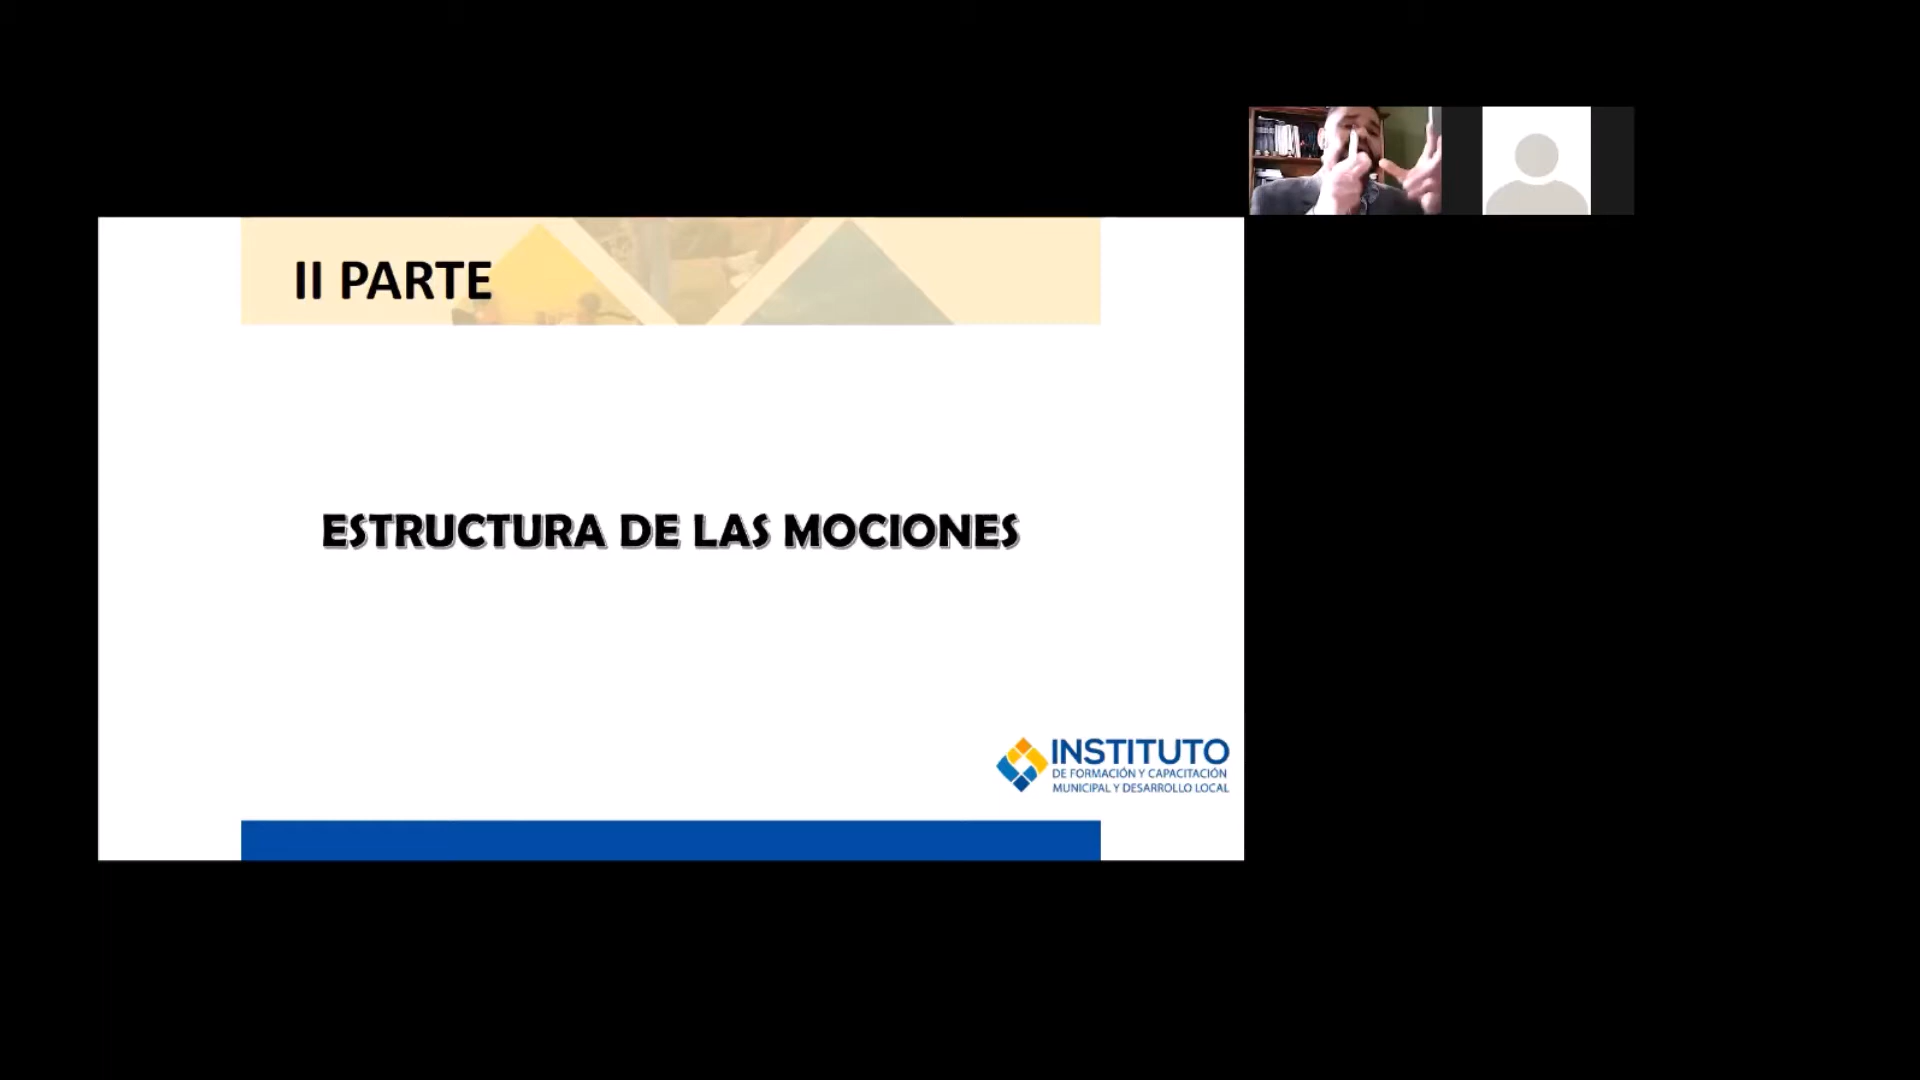 II PARTE
ESTRUCTURA DE LAS MOCIONES
INSTITUTO
DE FORMACIÓN Y CAPACITACIÓN
MUNICIPAL Y DESARROLLO LOCAL